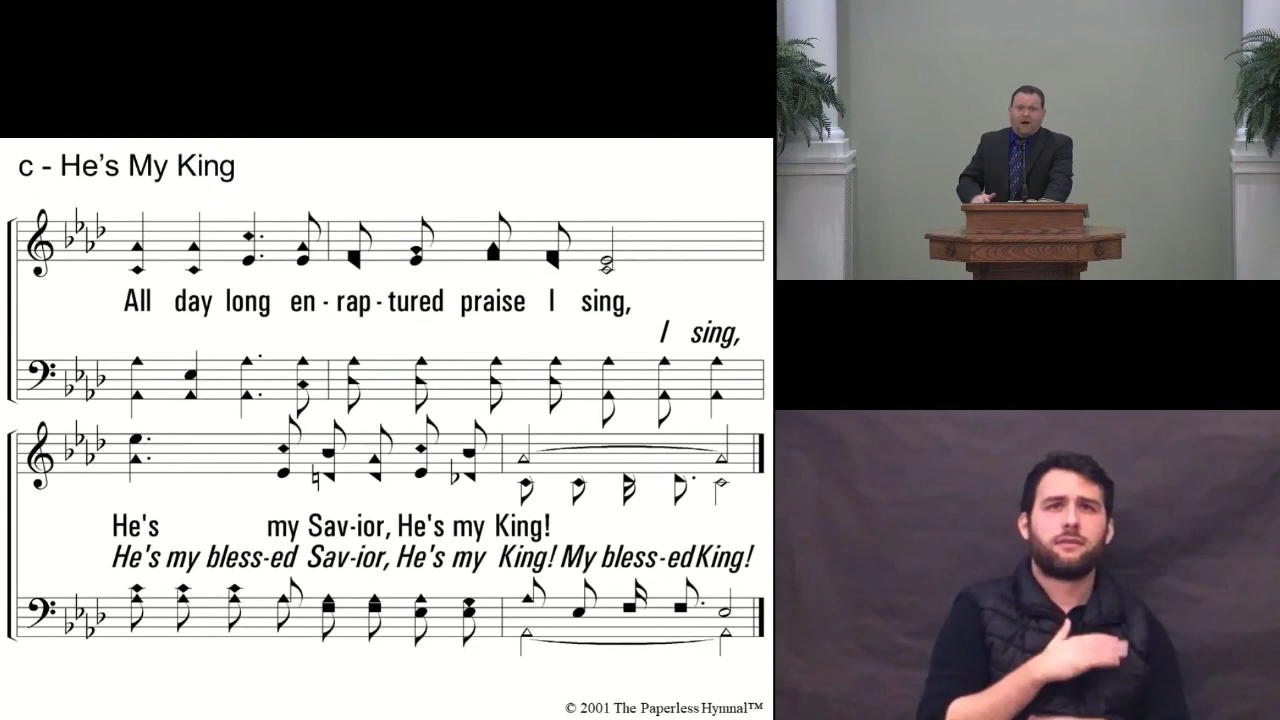 c - He's My King
All day long en - rap - tured praise I sing,
I sing,
He's my Sav-ior, He's my King!
He's my bless-ed Sav-ior, He's my King! My bless-ed King!
© 2001 The Paperless Hymnal™